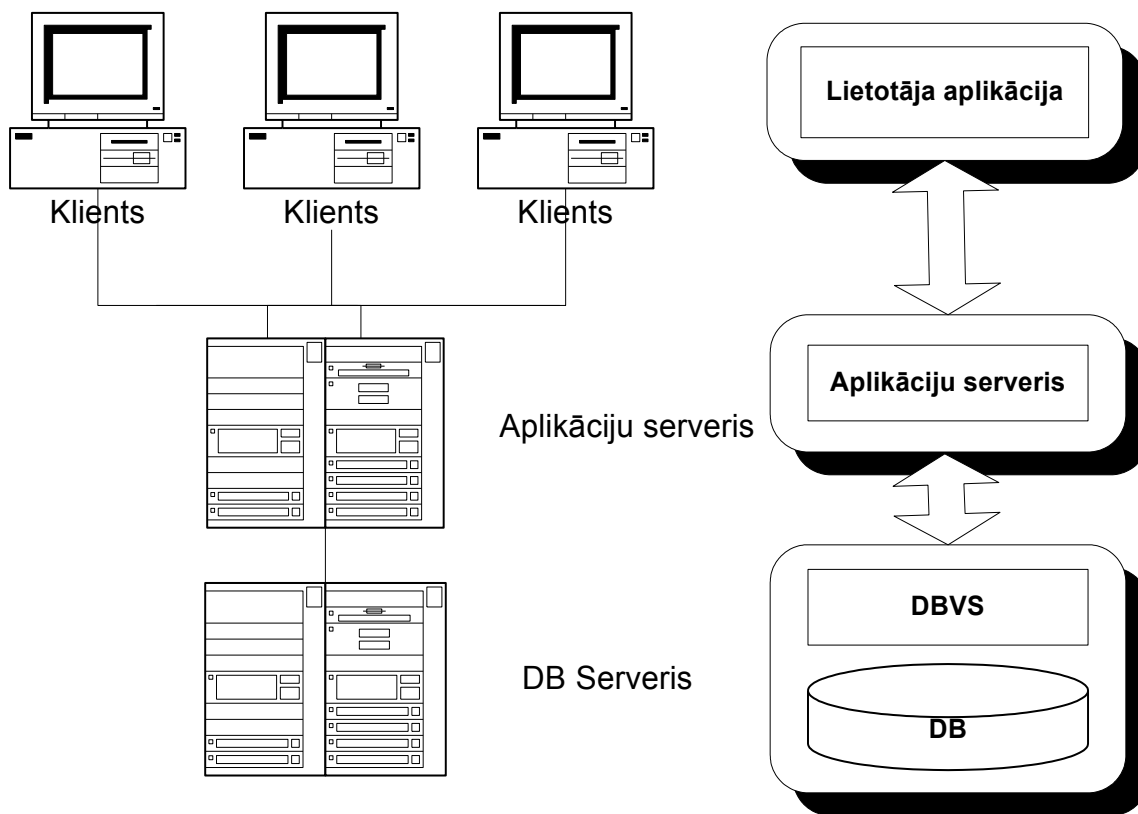 Lietotāja aplikācija
Klients
Klients
Klients
Aplikāciju serveris
Aplikāciju serveris
DBVS
DB Serveris
DB